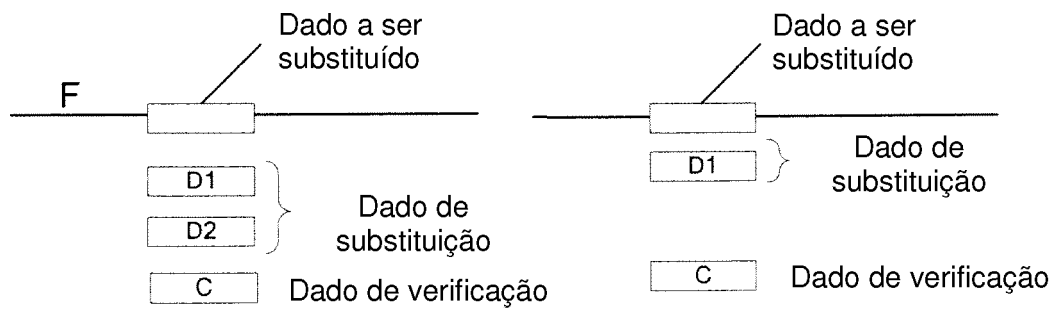 Dado a ser
substituído
F
D1
D2
Dado de
substituição
C
Dado de verificação
Dado a ser
substituído
D1
Dado de
substituição
C
Dado de verificação